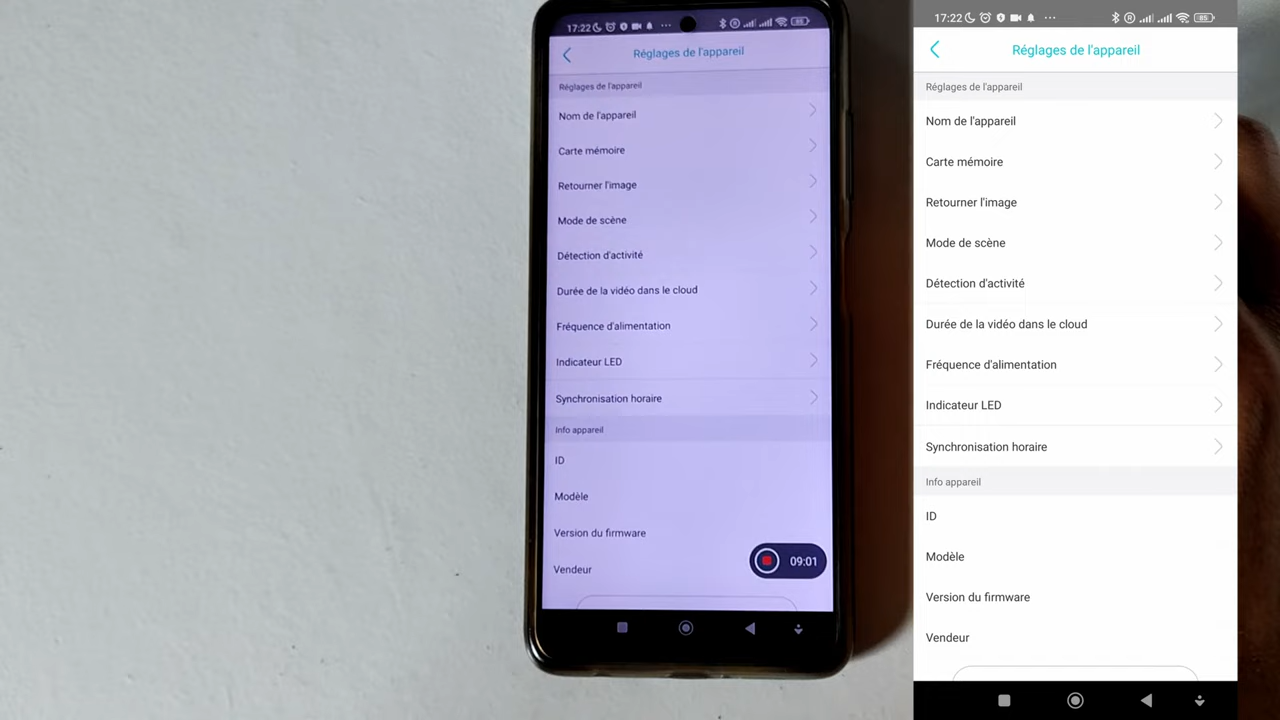 17:22
85
Réglages de l'appareil
Réglages de l'appareil
Nom de l'appareil
Carte mémoire
Retourner l'image
Mode de scène
Détection d'activité
Durée de la vidéo dans le cloud
Fréquence d'alimentation
Indicateur LED
Synchronisation horaire
Info appareil
ID
Modèle
Version du firmware
Vendeur
09:01
17:22
85
Réglages de l'appareil
Réglages de l'appareil
Nom de l'appareil
Carte mémoire
Retourner l'image
Mode de scène
Détection d'activité
Durée de la vidéo dans le cloud
Fréquence d'alimentation
Indicateur LED
Synchronisation horaire
Info appareil
ID
Modèle
Version du firmware
Vendeur